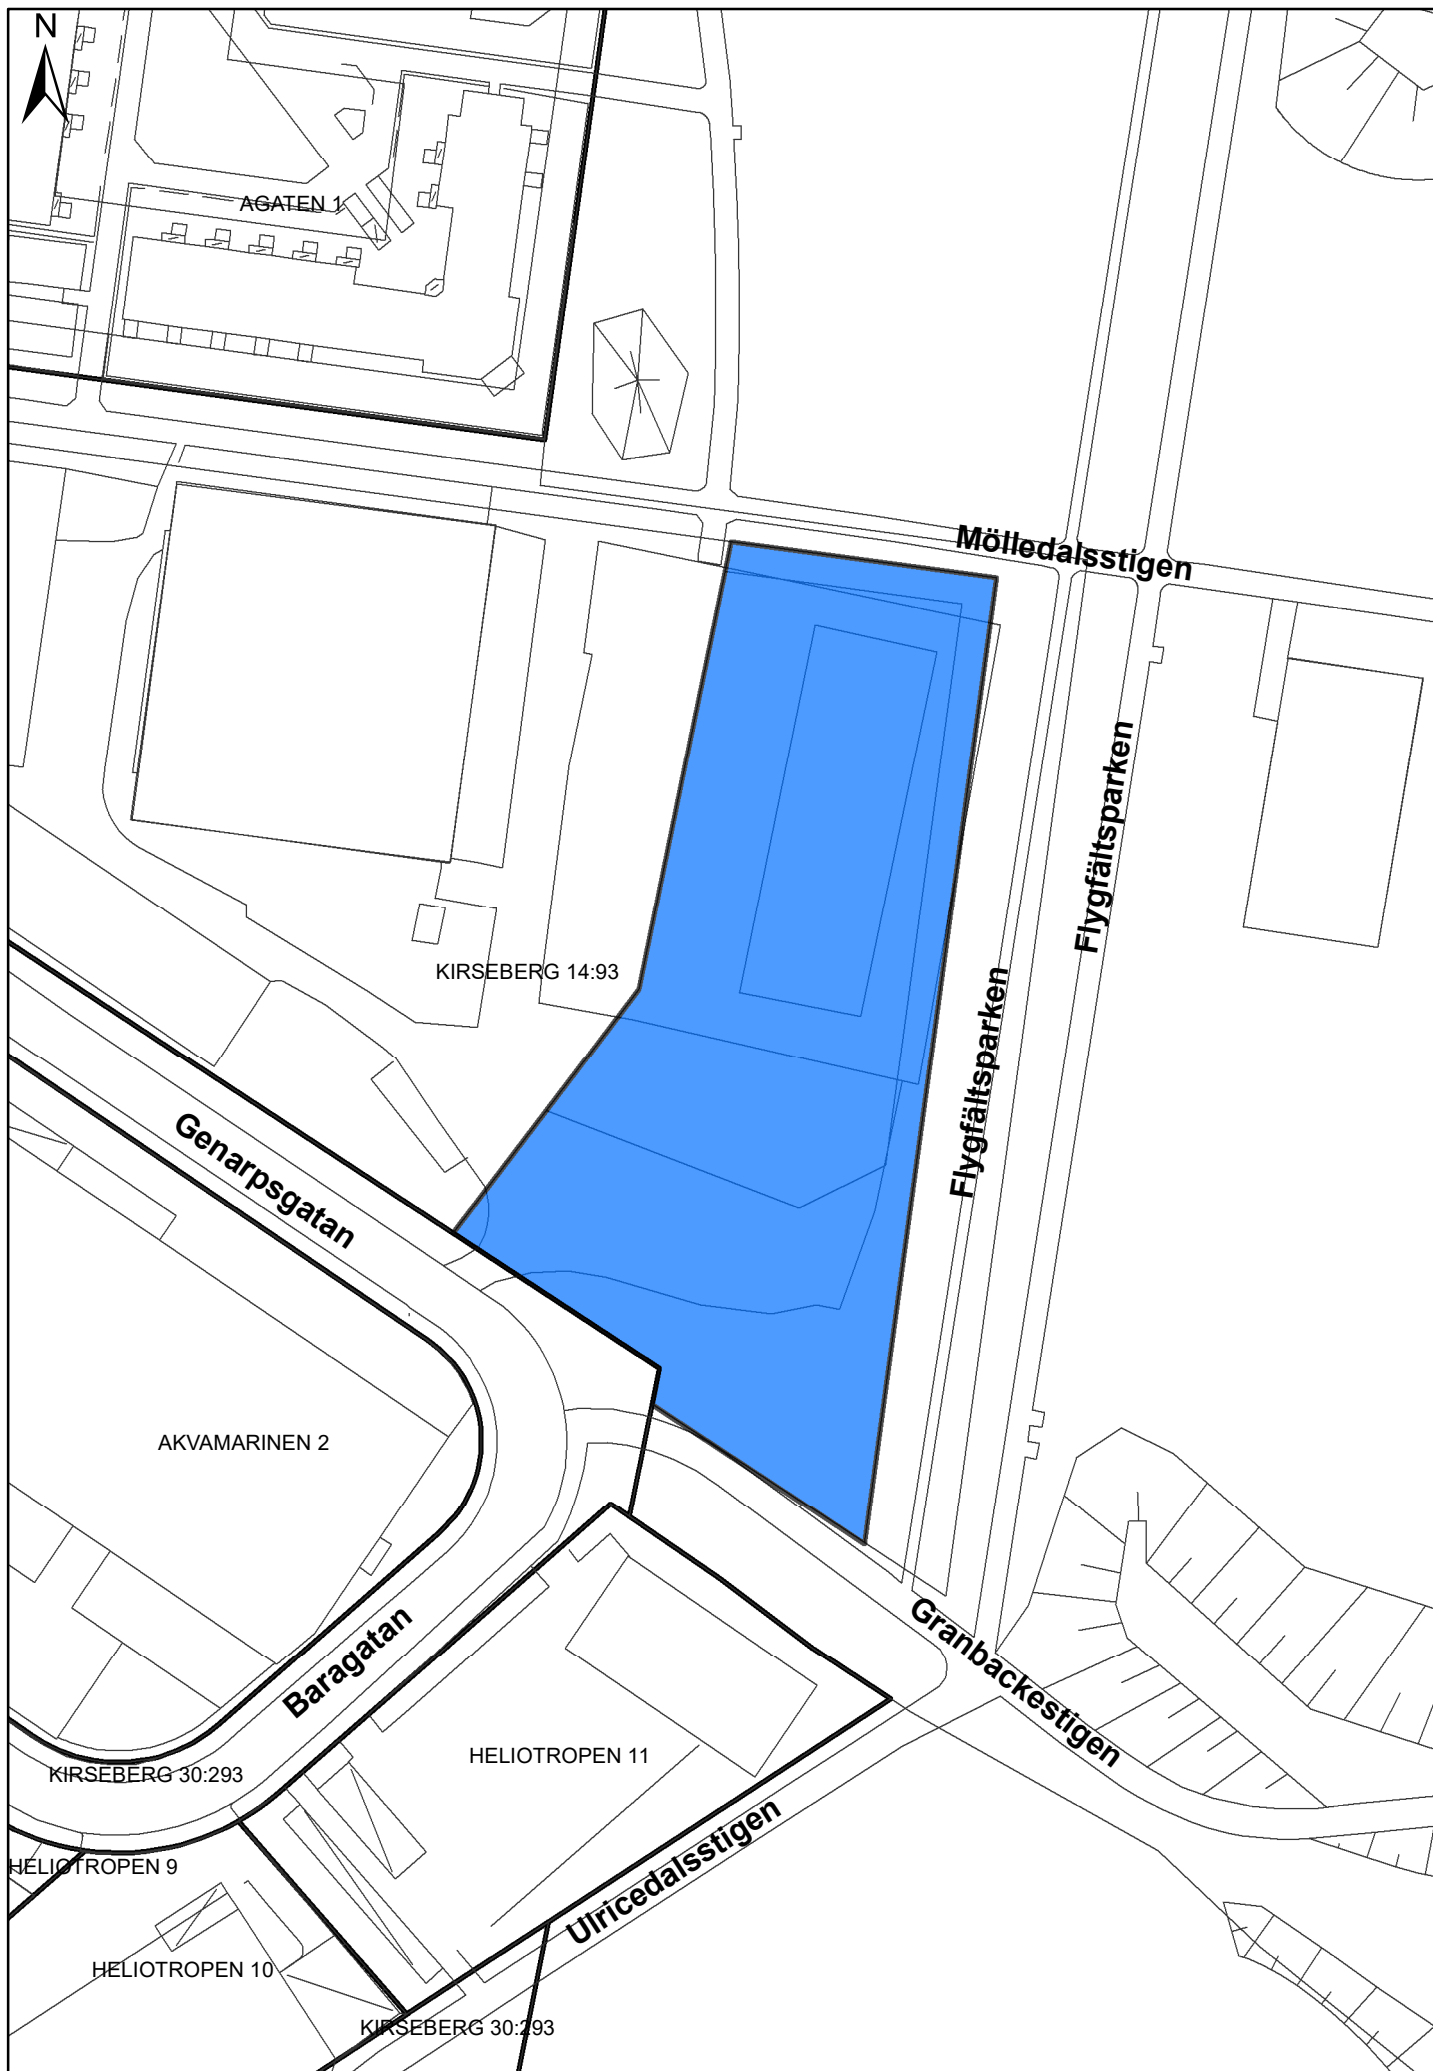 N
AGATEN 1
Mölledalsstigen
Flygfältsparken
KIRSEBERG 14:93
Flygfältsparken
Genarpsgatan
AKVAMARINEN 2
Granbackestigen
Baragatan
HELIOTROPEN 11
KIRSEBERG 30:293
Ulricedalsstigen
HELIOTROPEN 9
HELIOTROPEN 10
KIRSEBERG 30:293